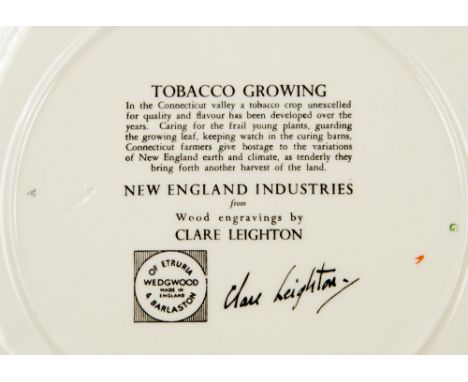 TOBACCO GROWING
In the Connecticut valley a tobacco crop unexcelled
for quality and flavour has been developed over the
years. Caring for the frail young plants, guarding
the growing leaf, keeping watch in the curing barns,
Connecticut farmers give hostage to the variations
of New England earth and climate, as tenderly they
bring forth another harvest of the land.
NEW ENGLAND INDUSTRIES
from
Wood engravings by
CLARE LEIGHTON
OF ETRURIA
WEDGWOOD
MADE IN
ENGLAND
& BARLASTON
Clare Leighton